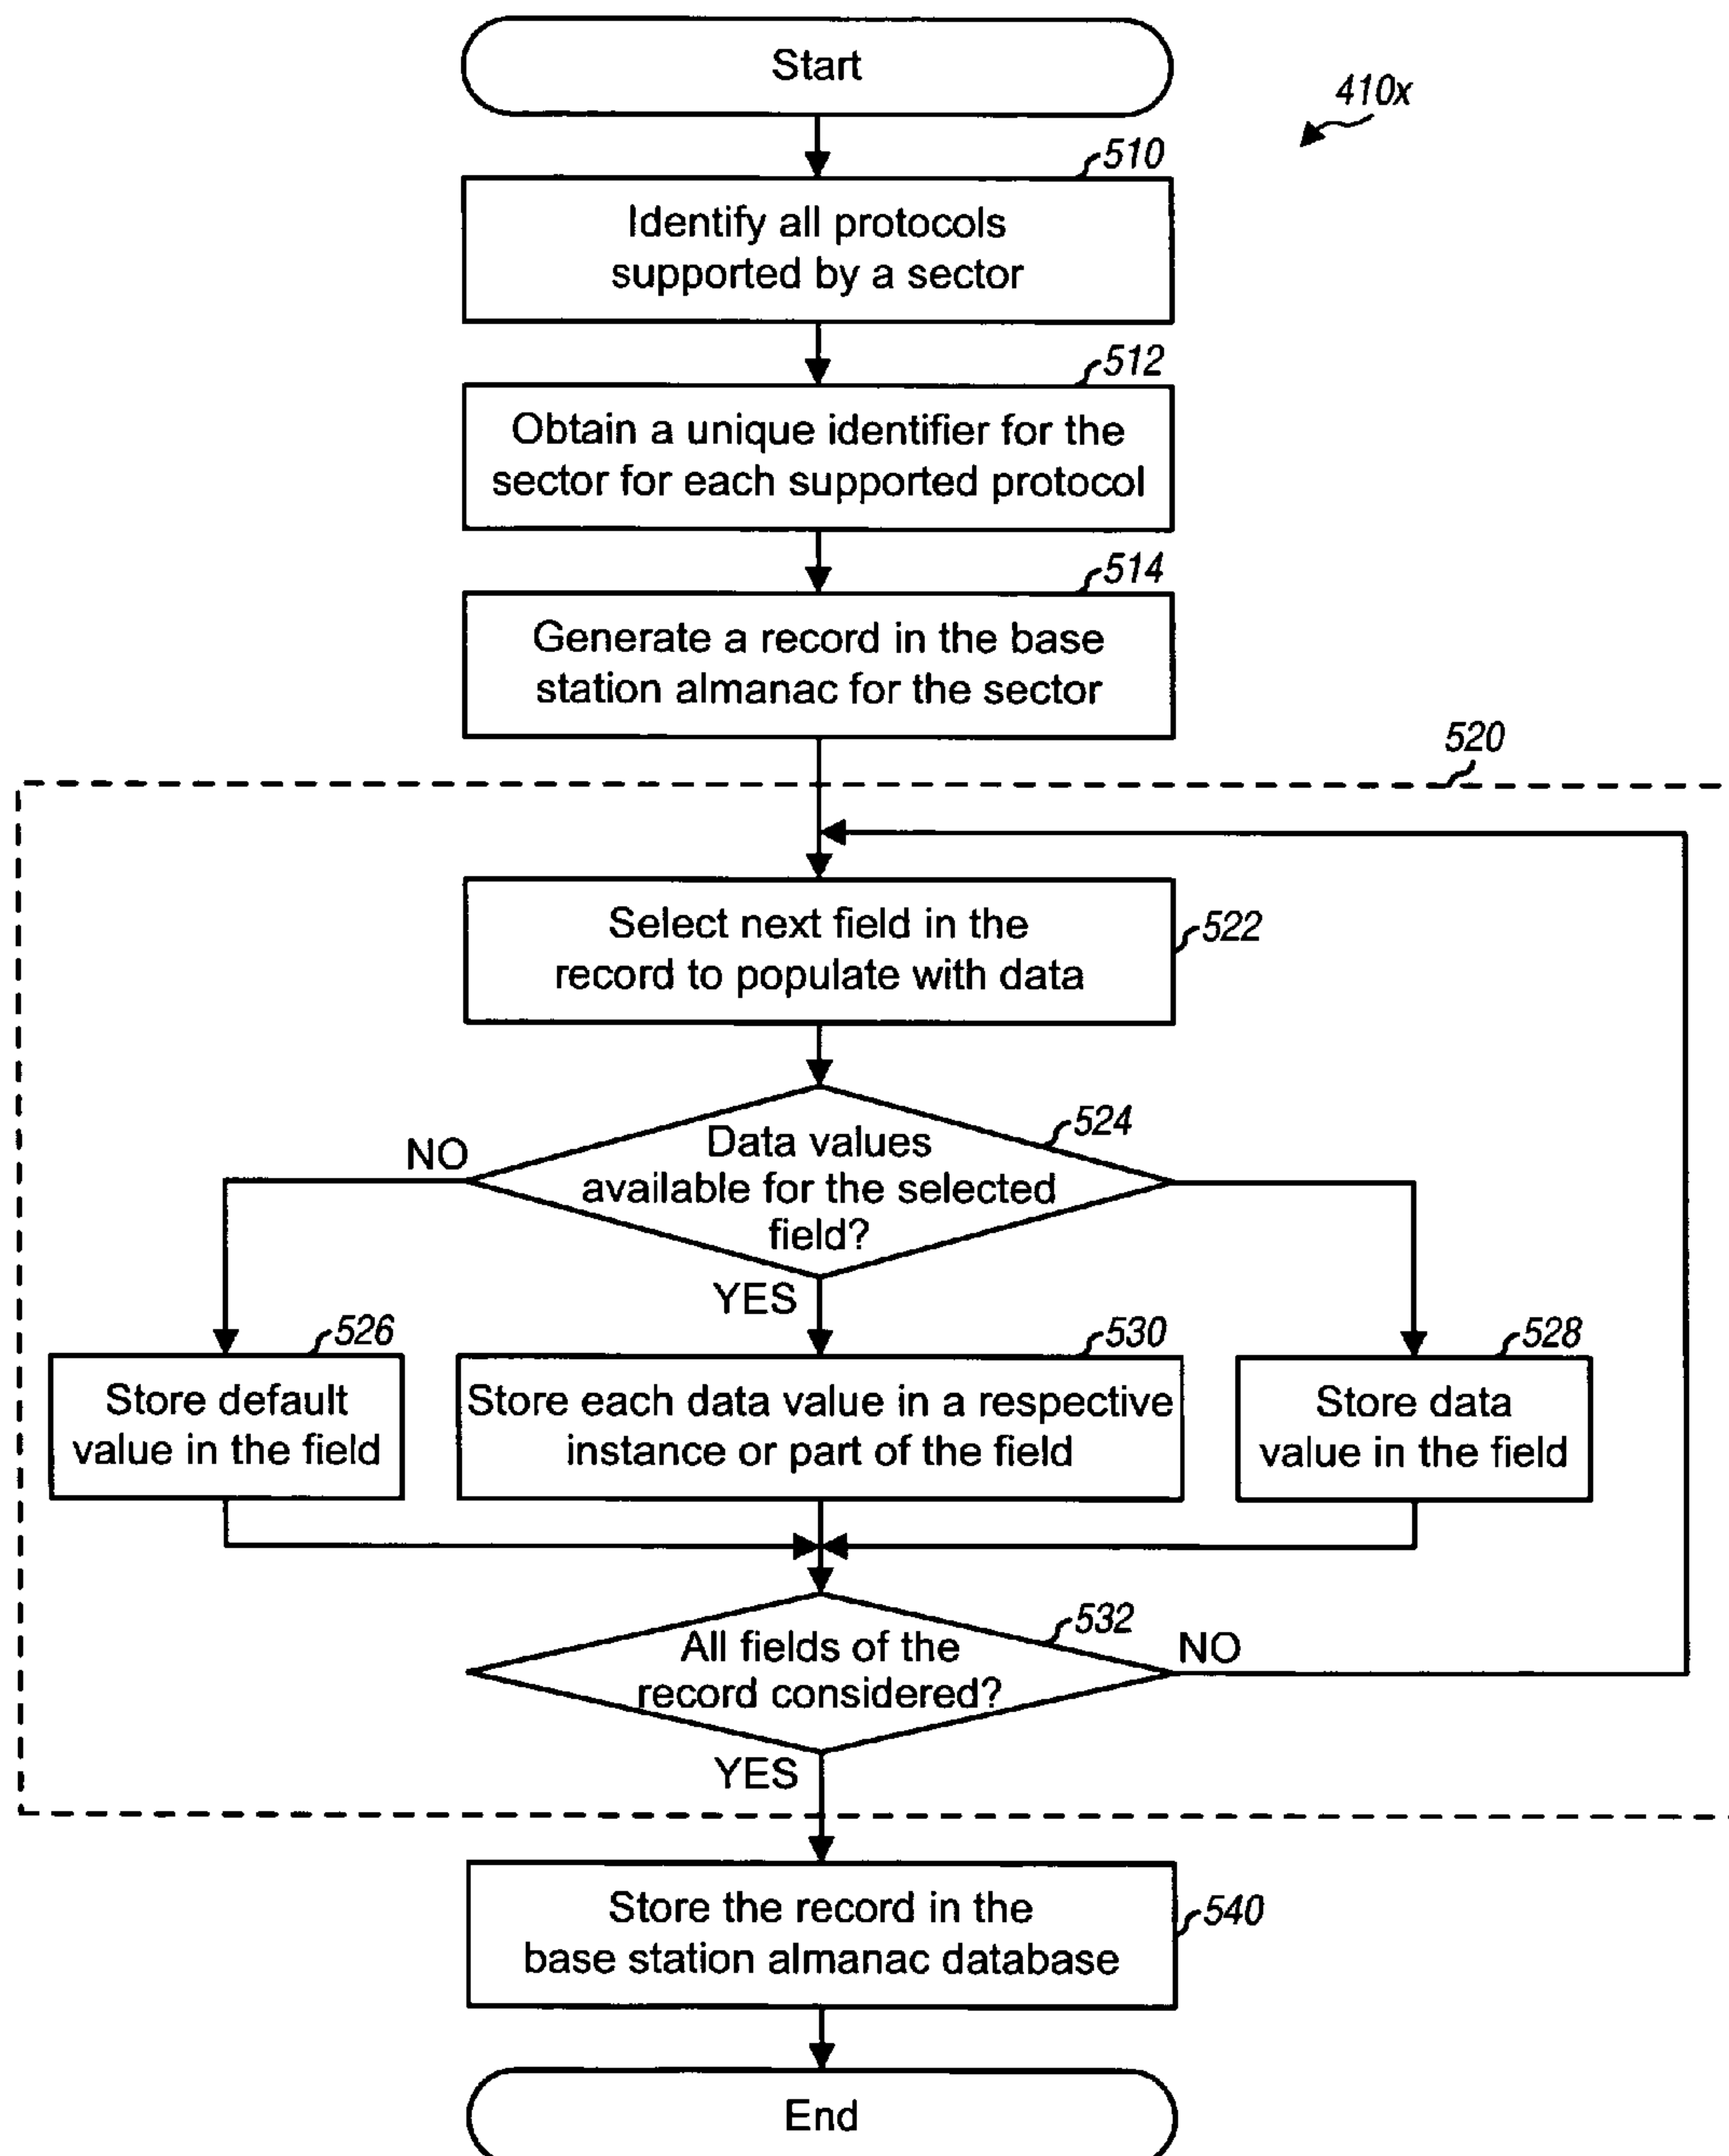 Start
410x
510
Identify all protocols
supported by a sector
512
Obtain a unique identifier for the
sector for each supported protocol
514
Generate a record in the base
station almanac for the sector
520
Select next field in the
record to populate with data
522
524
NO
Data values
available for the selected
field?
YES
526
530
528
Store default
value in the field
Store each data value in a respective
instance or part of the field
Store data
value in the field
532
All fields of the
record considered?
NO
YES
Store the record in the
base station almanac database
540
End